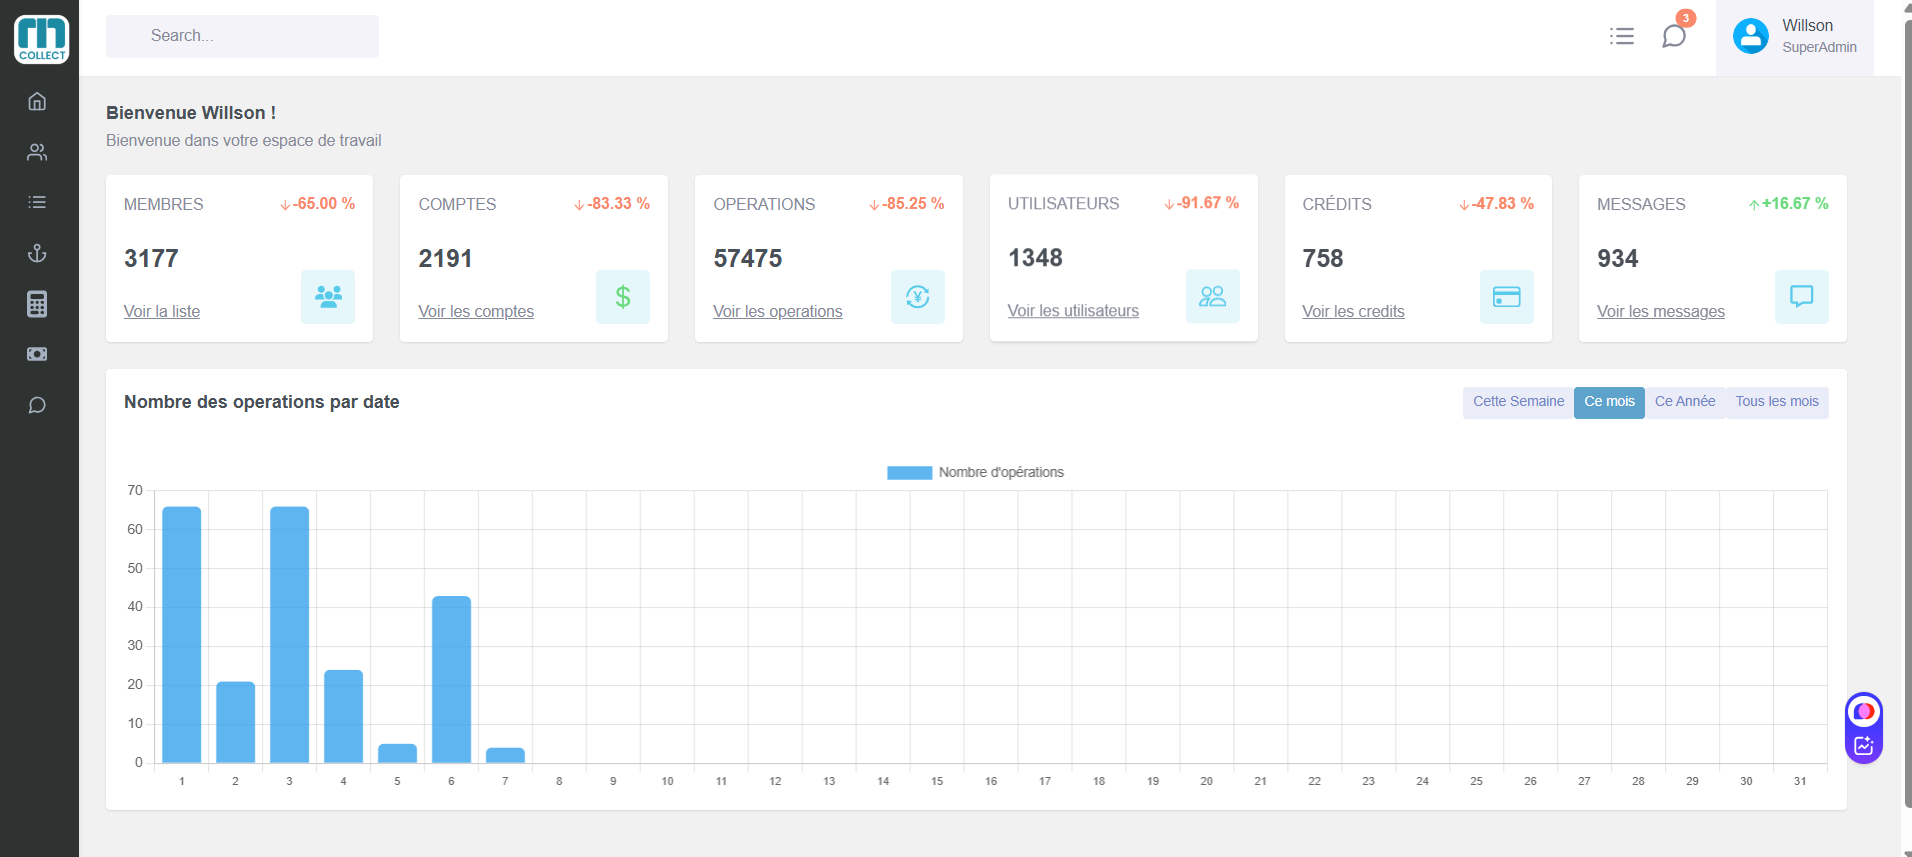 COLLECT
Search...
3
Willson
SuperAdmin
Bienvenue Willson !
Bienvenue dans votre espace de travail
MEMBRES -65.00 %
3177
Voir la liste
COMPTES -83.33 %
2191
$
Voir les comptes
OPERATIONS -85.25 %
57475
¥
Voir les operations
UTILISATEURS -91.67 %
1348
Voir les utilisateurs
CRÉDITS -47.83 %
758
Voir les credits
MESSAGES +16.67 %
934
Voir les messages
Nombre des operations par date
Cette Semaine Ce mois Ce Année Tous les mois
Nombre d'opérations
70
60
50
40
30
20
10
0
1 2 3 4 5 6 7 8 9 10 11 12 13 14 15 16 17 18 19 20 21 22 23 24 25 26 27 28 29 30 31